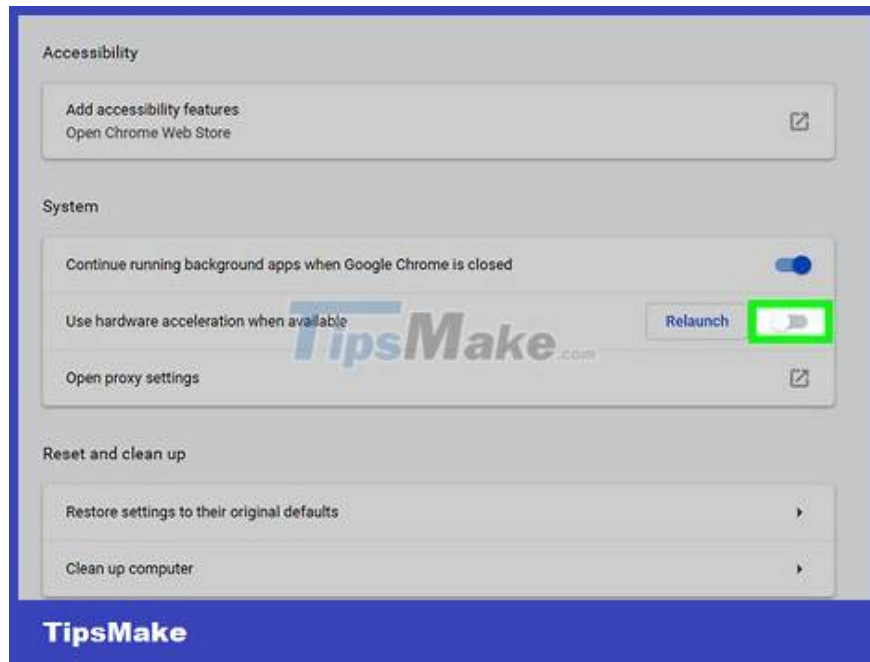 Accessibility
Add accessibility features
Open Chrome Web Store
System
Continue running background apps when Google Chrome is closed
Use hardware acceleration when available
Relaunch
TipsMake.com
Open proxy settings
Reset and clean up
Restore settings to their original defaults
Clean up computer
TipsMake